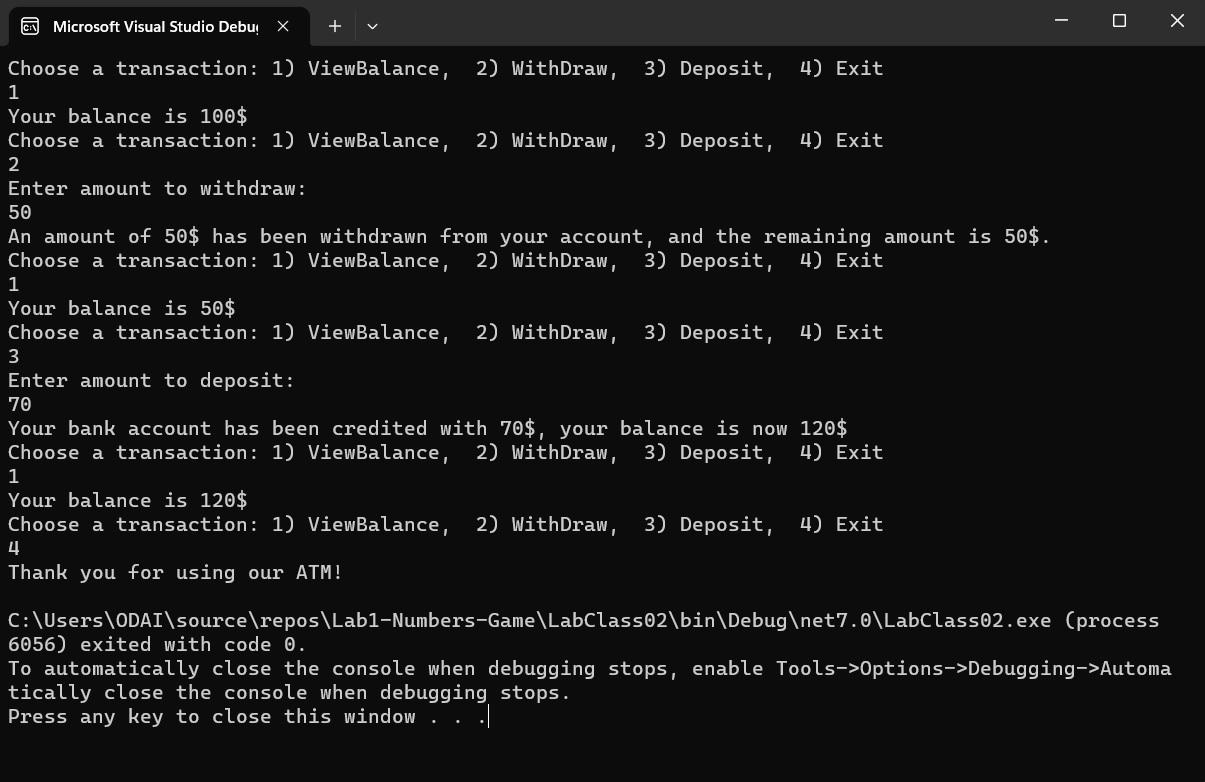 Microsoft Visual Studio Debug
Choose a transaction: 1) ViewBalance,  2) WithDraw,  3) Deposit,  4) Exit
1
Your balance is 100$
Choose a transaction: 1) ViewBalance,  2) WithDraw,  3) Deposit,  4) Exit
2
Enter amount to withdraw:
50
An amount of 50$ has been withdrawn from your account, and the remaining amount is 50$.
Choose a transaction: 1) ViewBalance,  2) WithDraw,  3) Deposit,  4) Exit
1
Your balance is 50$
Choose a transaction: 1) ViewBalance,  2) WithDraw,  3) Deposit,  4) Exit
3
Enter amount to deposit:
70
Your bank account has been credited with 70$, your balance is now 120$
Choose a transaction: 1) ViewBalance,  2) WithDraw,  3) Deposit,  4) Exit
1
Your balance is 120$
Choose a transaction: 1) ViewBalance,  2) WithDraw,  3) Deposit,  4) Exit
4
Thank you for using our ATM!
C:\Users\ODAI\source\repos\Lab1-Numbers-Game\LabClass02\bin\Debug\net7.0\LabClass02.exe (process
6056) exited with code 0.
To automatically close the console when debugging stops, enable Tools->Options->Debugging->Automa
tically close the console when debugging stops.
Press any key to close this window . . .